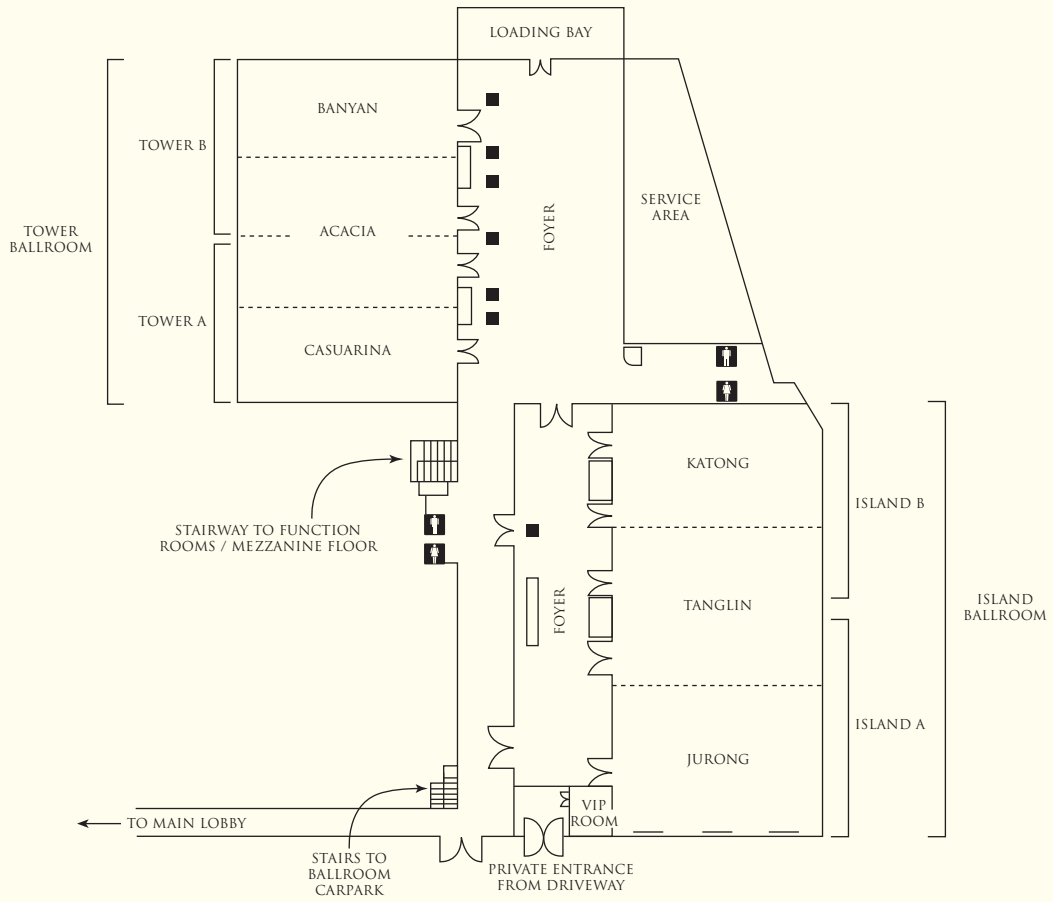 LOADING BAY
BANYAN
TOWER B
SERVICE
AREA
FOYER
TOWER
BALLROOM
ACACIA
TOWER A
CASUARINA
KATONG
ISLAND B
STAIRWAY TO FUNCTION
ROOMS / MEZZANINE FLOOR
FOYER
TANGLIN
ISLAND
BALLROOM
ISLAND A
JURONG
VIP
ROOM
TO MAIN LOBBY
STAIRS TO
BALLROOM
CARPARK
PRIVATE ENTRANCE
FROM DRIVEWAY